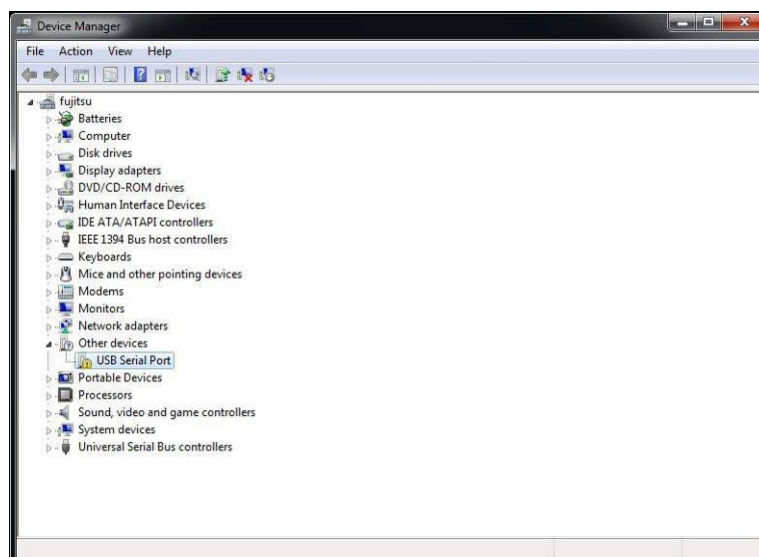 Device Manager
File Action View Help
fujitsu
Batteries
Computer
Disk drives
Display adapters
DVD/CD-ROM drives
Human Interface Devices
IDE ATA/ATAPI controllers
IEEE 1394 Bus host controllers
Keyboards
Mice and other pointing devices
Modems
Monitors
Network adapters
Other devices
USB Serial Port
Portable Devices
Processors
Sound, video and game controllers
System devices
Universal Serial Bus controllers